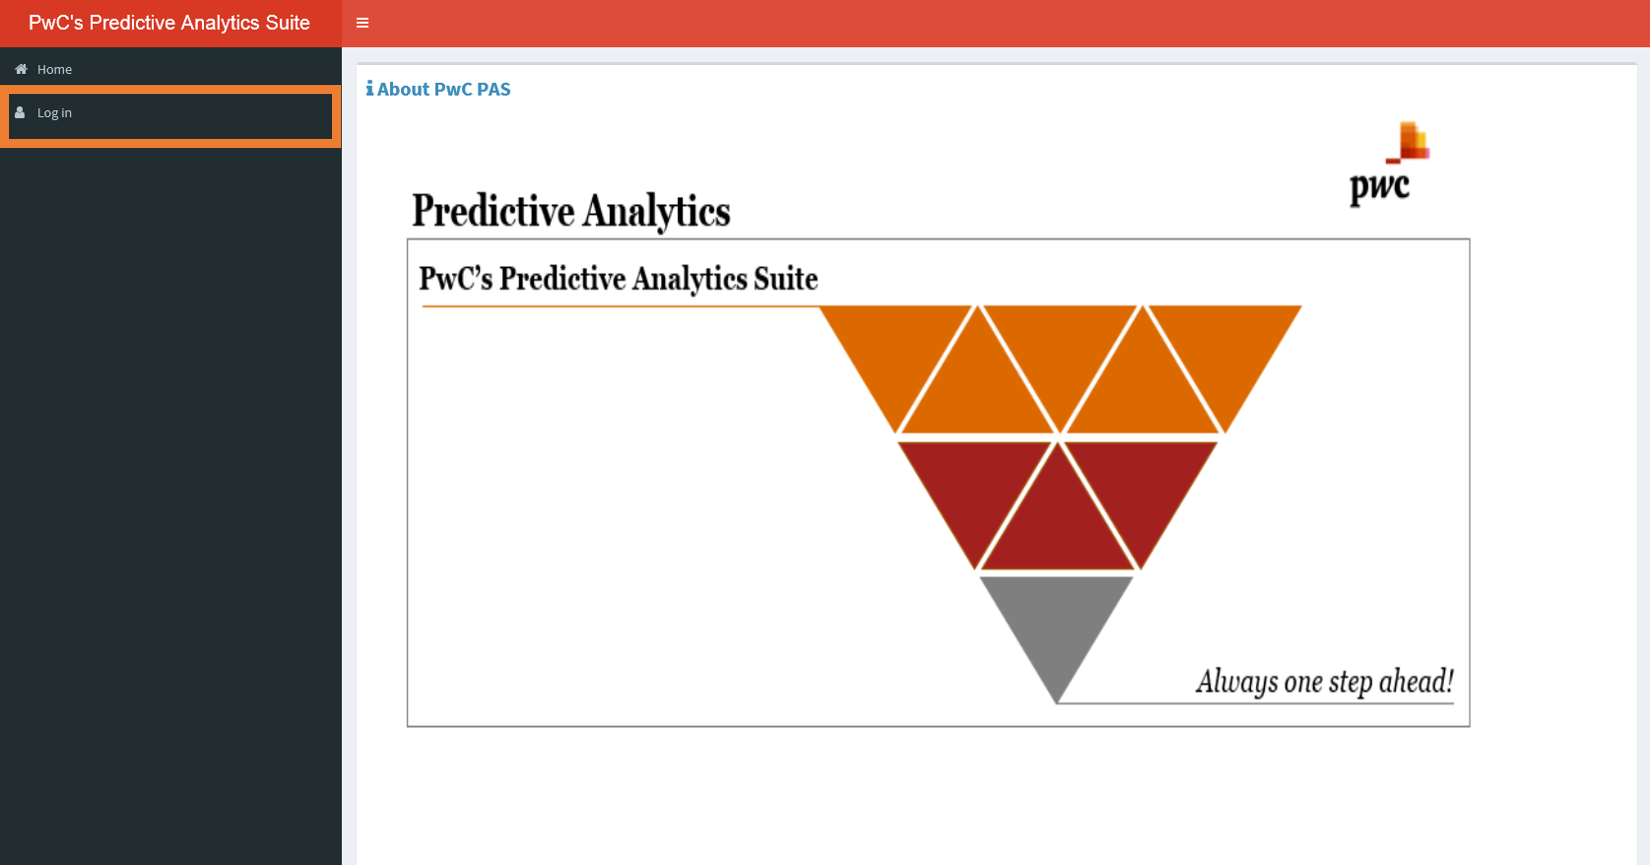 PwC's Predictive Analytics Suite
Home
Log in
About PwC PAS
pwc
Predictive Analytics
PwC’s Predictive Analytics Suite
Always one step ahead!